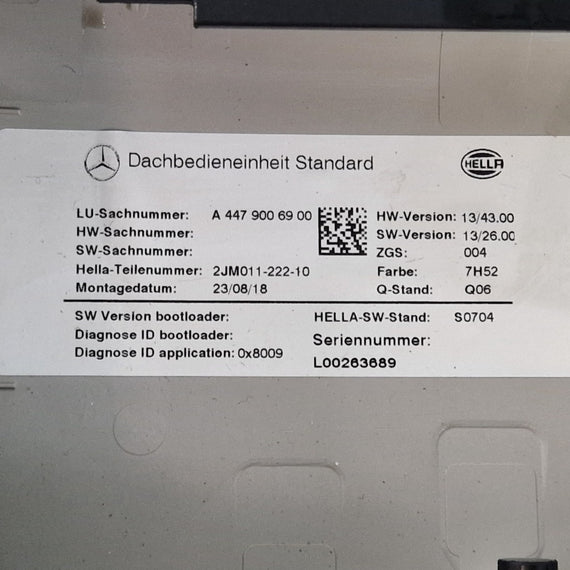 Dachbedieneinheit Standard
HELLA
LU-Sachnummer: A 447 900 69 00
HW-Sachnummer:
SW-Sachnummer:
Hella-Teilenummer: 2JM011-222-10
Montagedatum: 23/08/18
HW-Version: 13/43.00
SW-Version: 13/26.00
ZGS: 004
Farbe: 7H52
Q-Stand: Q06
SW Version bootloader:
Diagnose ID bootloader:
Diagnose ID application: 0x8009
HELLA-SW-Stand: S0704
Seriennummer:
L00263689